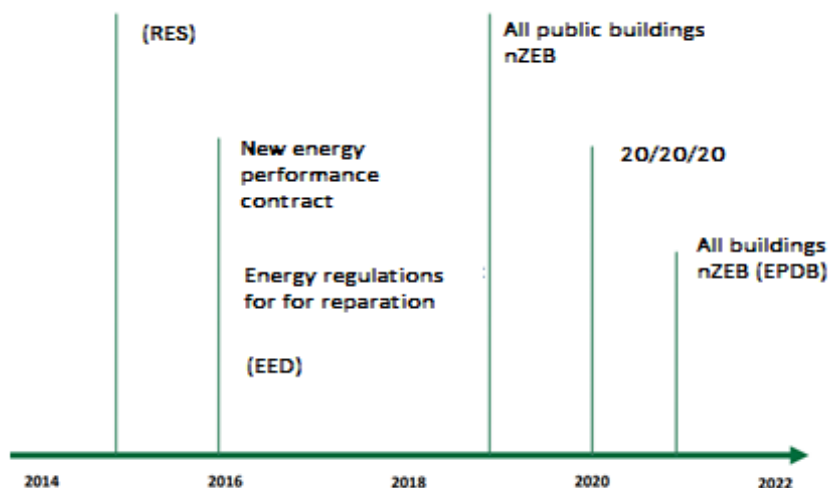 (RES)
All public buildings
nZEB
New energy
performance
contract
20/20/20
All buildings
nZEB (EPDB)
Energy regulations
for for reparation
(EED)
2014
2016
2018
2020
2022